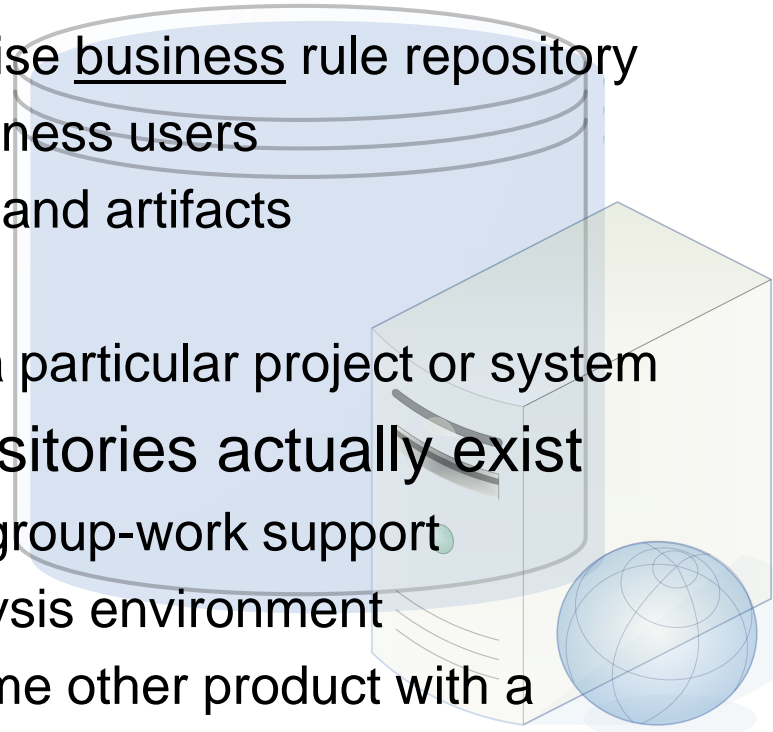 ise business rule repository
ness users
and artifacts
particular project or system
sitories actually exist
group-work support
ysis environment
me other product with a